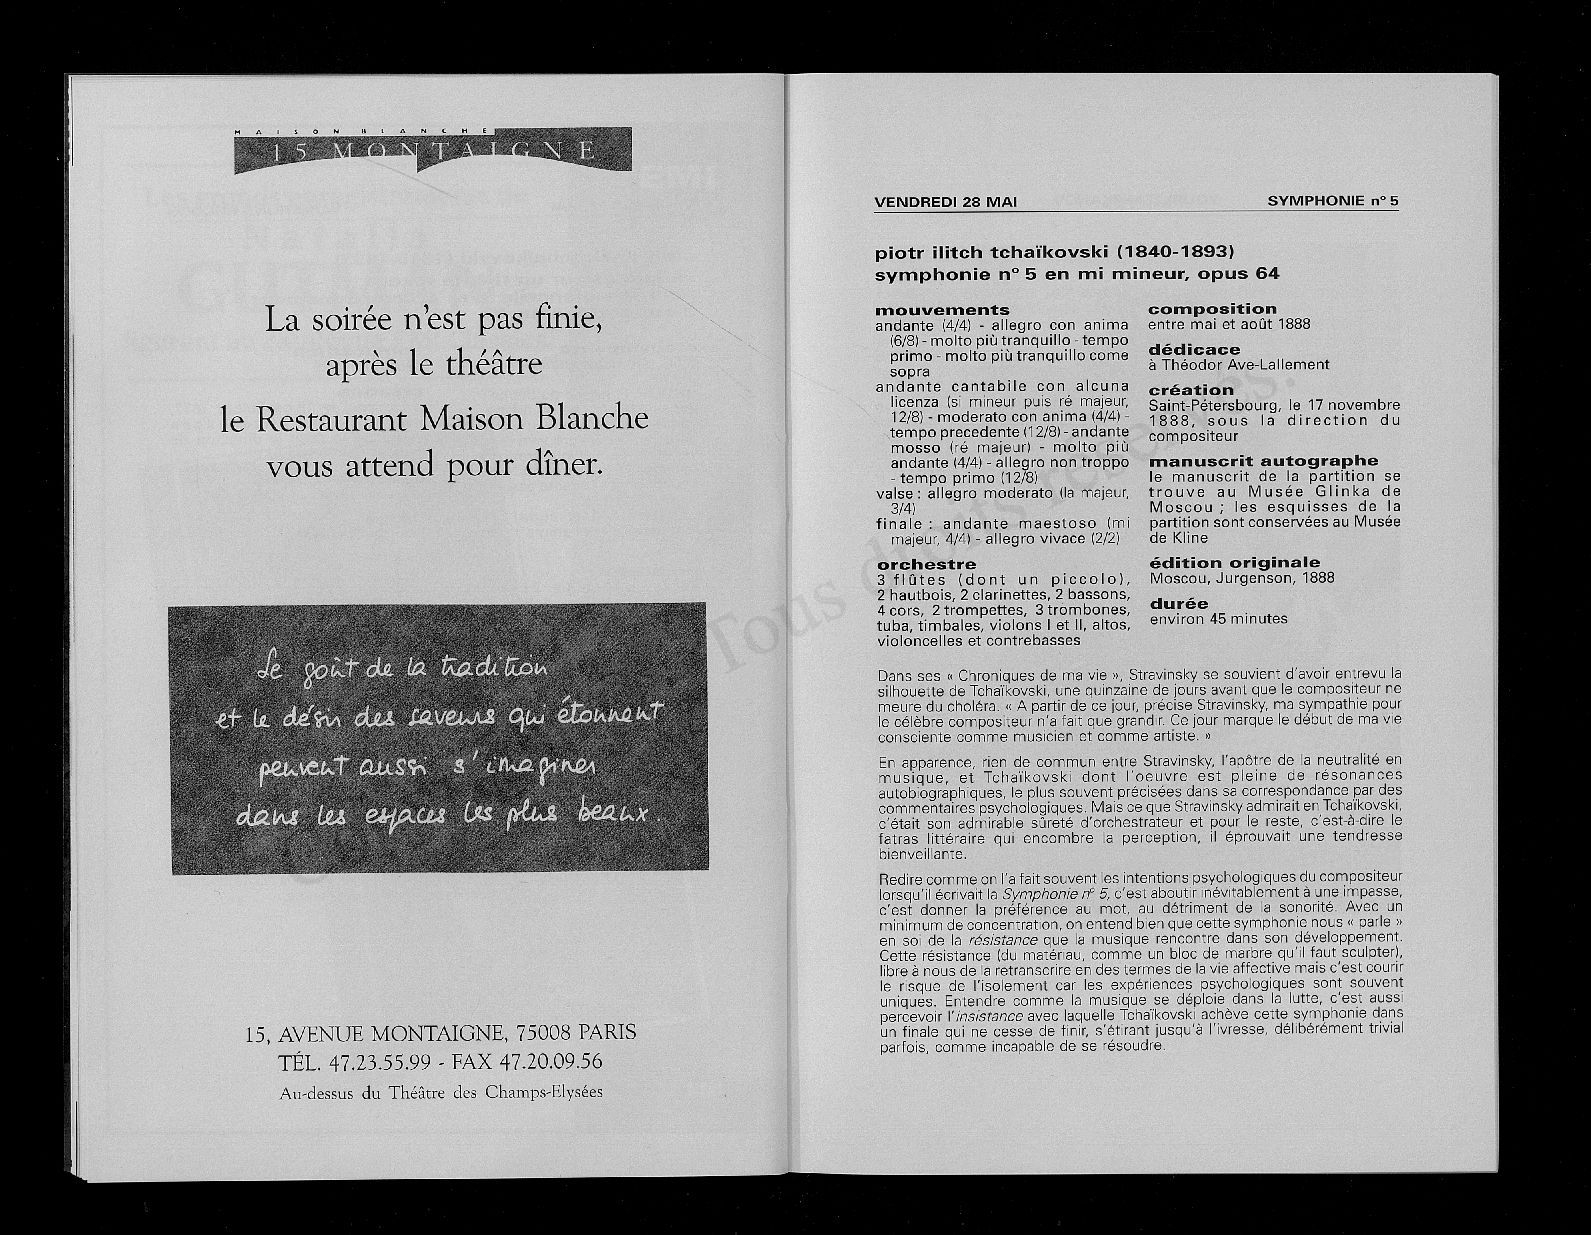 MAISON BLANCHE
15 MONTAIGNE
La soirée n'est pas finie,
après le théâtre
le Restaurant Maison Blanche
vous attend pour dîner.
Le goût de la tradition
et le désir des saveurs qui étonnent
peuvent aussi s'imaginer
dans les espaces les plus beaux.
15, AVENUE MONTAIGNE, 75008 PARIS
TÉL. 47.23.55.99 - FAX 47.20.09.56
Au-dessus du Théâtre des Champs-Elysées
VENDREDI 28 MAI SYMPHONIE n° 5
piotr ilitch tchaïkovski (1840-1893)
symphonie n° 5 en mi mineur, opus 64
mouvements
andante (4/4) - allegro con anima
(6/8) - molto più tranquillo - tempo
primo - molto più tranquillo come
sopra
andante cantabile con alcuna
licenza (si mineur puis ré majeur,
12/8) - moderato con anima (4/4) -
tempo precedente (12/8) - andante
mosso (ré majeur) - molto più
andante (4/4) - allegro non troppo
- tempo primo (12/8)
valse : allegro moderato (la majeur,
3/4)
finale : andante maestoso (mi
majeur, 4/4) - allegro vivace (2/2)
orchestre
3 flûtes (dont un piccolo),
2 hautbois, 2 clarinettes, 2 bassons,
4 cors, 2 trompettes, 3 trombones,
tuba, timbales, violons I et II, altos,
violoncelles et contrebasses
composition
entre mai et août 1888
dédicace
à Théodor Ave-Lallement
création
Saint-Pétersbourg, le 17 novembre
1888, sous la direction du
compositeur
manuscrit autographe
le manuscrit de la partition se
trouve au Musée Glinka de
Moscou ; les esquisses de la
partition sont conservées au Musée
de Kline
édition originale
Moscou, Jurgenson, 1888
durée
environ 45 minutes
Dans ses « Chroniques de ma vie », Stravinsky se souvient d'avoir entrevu la
silhouette de Tchaïkovski, une quinzaine de jours avant que le compositeur ne
meure du choléra. « A partir de ce jour, précise Stravinsky, ma sympathie pour
le célèbre compositeur n'a fait que grandir. Ce jour marque le début de ma vie
consciente comme musicien et comme artiste. »
En apparence, rien de commun entre Stravinsky, l'apôtre de la neutralité en
musique, et Tchaïkovski dont l'oeuvre est pleine de résonances
autobiographiques, le plus souvent précisées dans sa correspondance par des
commentaires psychologiques. Mais ce que Stravinsky admirait en Tchaïkovski,
c'était son admirable sûreté d'orchestrateur et pour le reste, c'est-à-dire le
fatras littéraire qui encombre la perception, il éprouvait une tendresse
bienveillante.
Redire comme on l'a fait souvent les intentions psychologiques du compositeur
lorsqu'il écrivait la Symphonie n° 5, c'est aboutir inévitablement à une impasse,
c'est donner la préférence au mot, au détriment de la sonorité. Avec un
minimum de concentration, on entend bien que cette symphonie nous « parle »
en soi de la résistance que la musique rencontre dans son développement.
Cette résistance (du matériau, comme un bloc de marbre qu'il faut sculpter),
libre à nous de la retranscrire en des termes de la vie affective mais c'est courir
le risque de l'isolement car les expériences psychologiques sont souvent
uniques. Entendre comme la musique se déploie dans la lutte, c'est aussi
percevoir l'insistance avec laquelle Tchaïkovski achève cette symphonie dans
un finale qui ne cesse de finir, s'étirant jusqu'à l'ivresse, délibérément trivial
parfois, comme incapable de se résoudre.
Tous droits réservés.